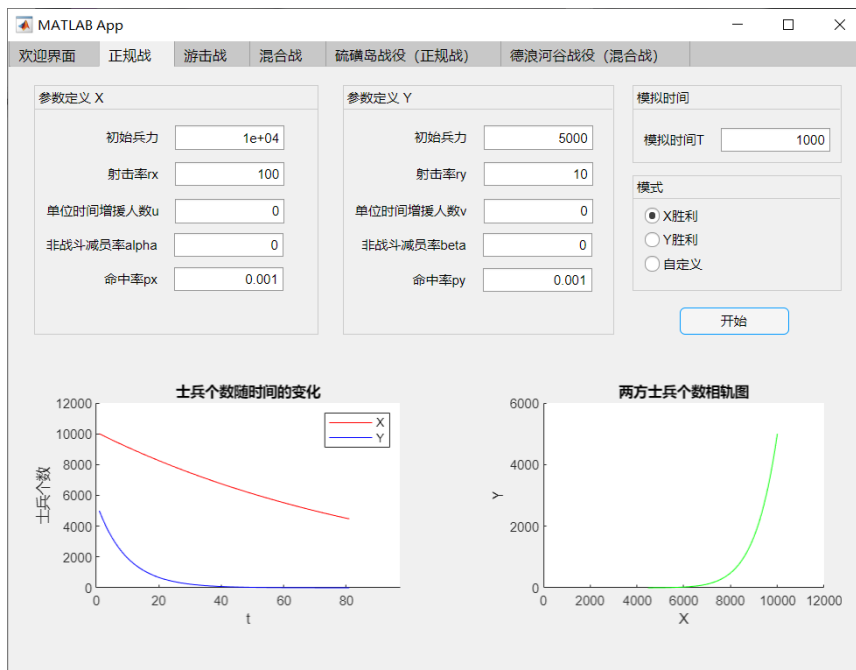 MATLAB App
欢迎界面 正规战 游击战 混合战 硫磺岛战役（正规战） 德浪河谷战役（混合战）
参数定义 X
初始兵力 1e+04
射击率rx 100
单位时间增援人数u 0
非战斗减员率alpha 0
命中率px 0.001
参数定义 Y
初始兵力 5000
射击率ry 10
单位时间增援人数v 0
非战斗减员率beta 0
命中率py 0.001
模拟时间
模拟时间T 1000
模式
X胜利
Y胜利
自定义
开始
士兵个数随时间的变化
12000
10000
8000
6000
4000
2000
0
士兵个数
X
Y
0 20 40 60 80
t
两方士兵个数相轨图
6000
4000
2000
0
Y
0 2000 4000 6000 8000 10000 12000
X